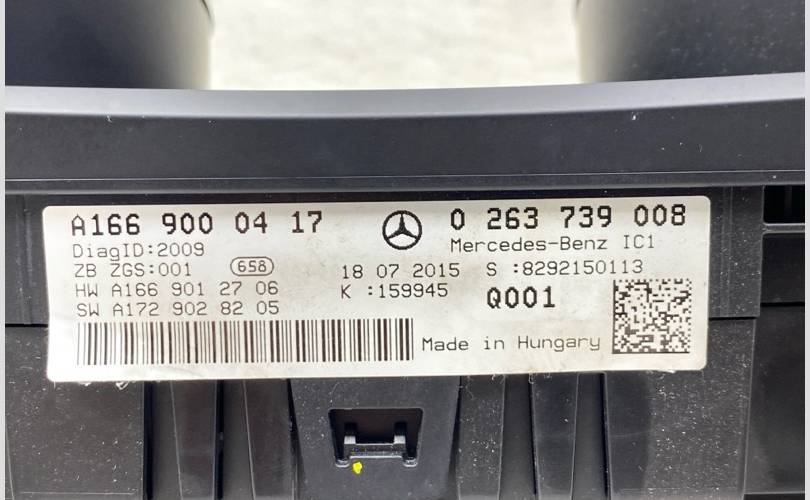 A166 900 04 17
0 263 739 008
DiagID:2009
Mercedes-Benz IC1
ZB ZGS:001 658
18 07 2015 S :8292150113
HW A166 901 27 06
K :159945
Q001
SW A172 902 82 05
Made in Hungary